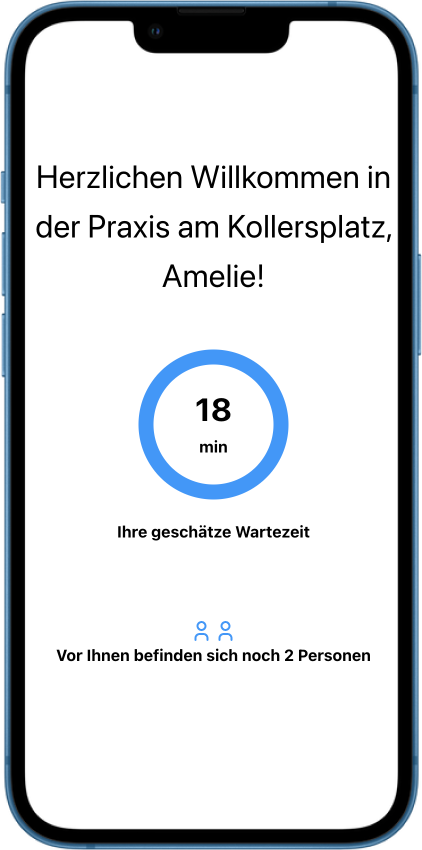 Herzlichen Willkommen in
der Praxis am Kollersplatz,
Amelie!
18
min
Ihre geschätze Wartezeit
Vor Ihnen befinden sich noch 2 Personen